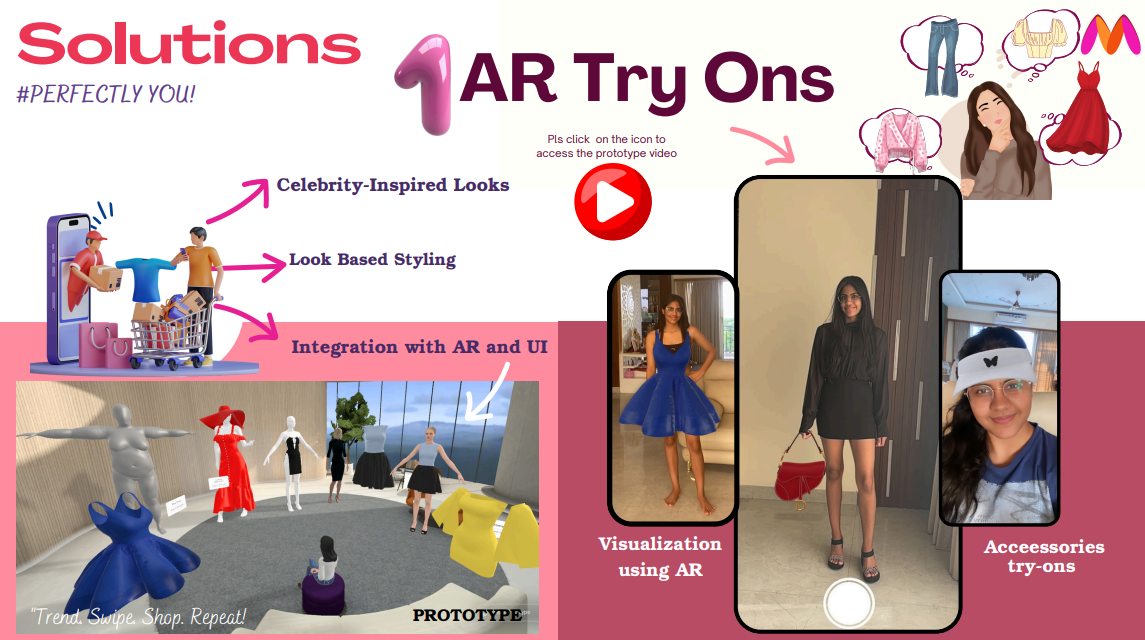 Solutions
#PERFECTLY YOU!
1 AR Try Ons
Pls click on the icon to
access the prototype video
Celebrity-Inspired Looks
Look Based Styling
Integration with AR and UI
"Trend. Swipe. Shop. Repeat!
PROTOTYPE
Visualization
using AR
Acceessories
try-ons